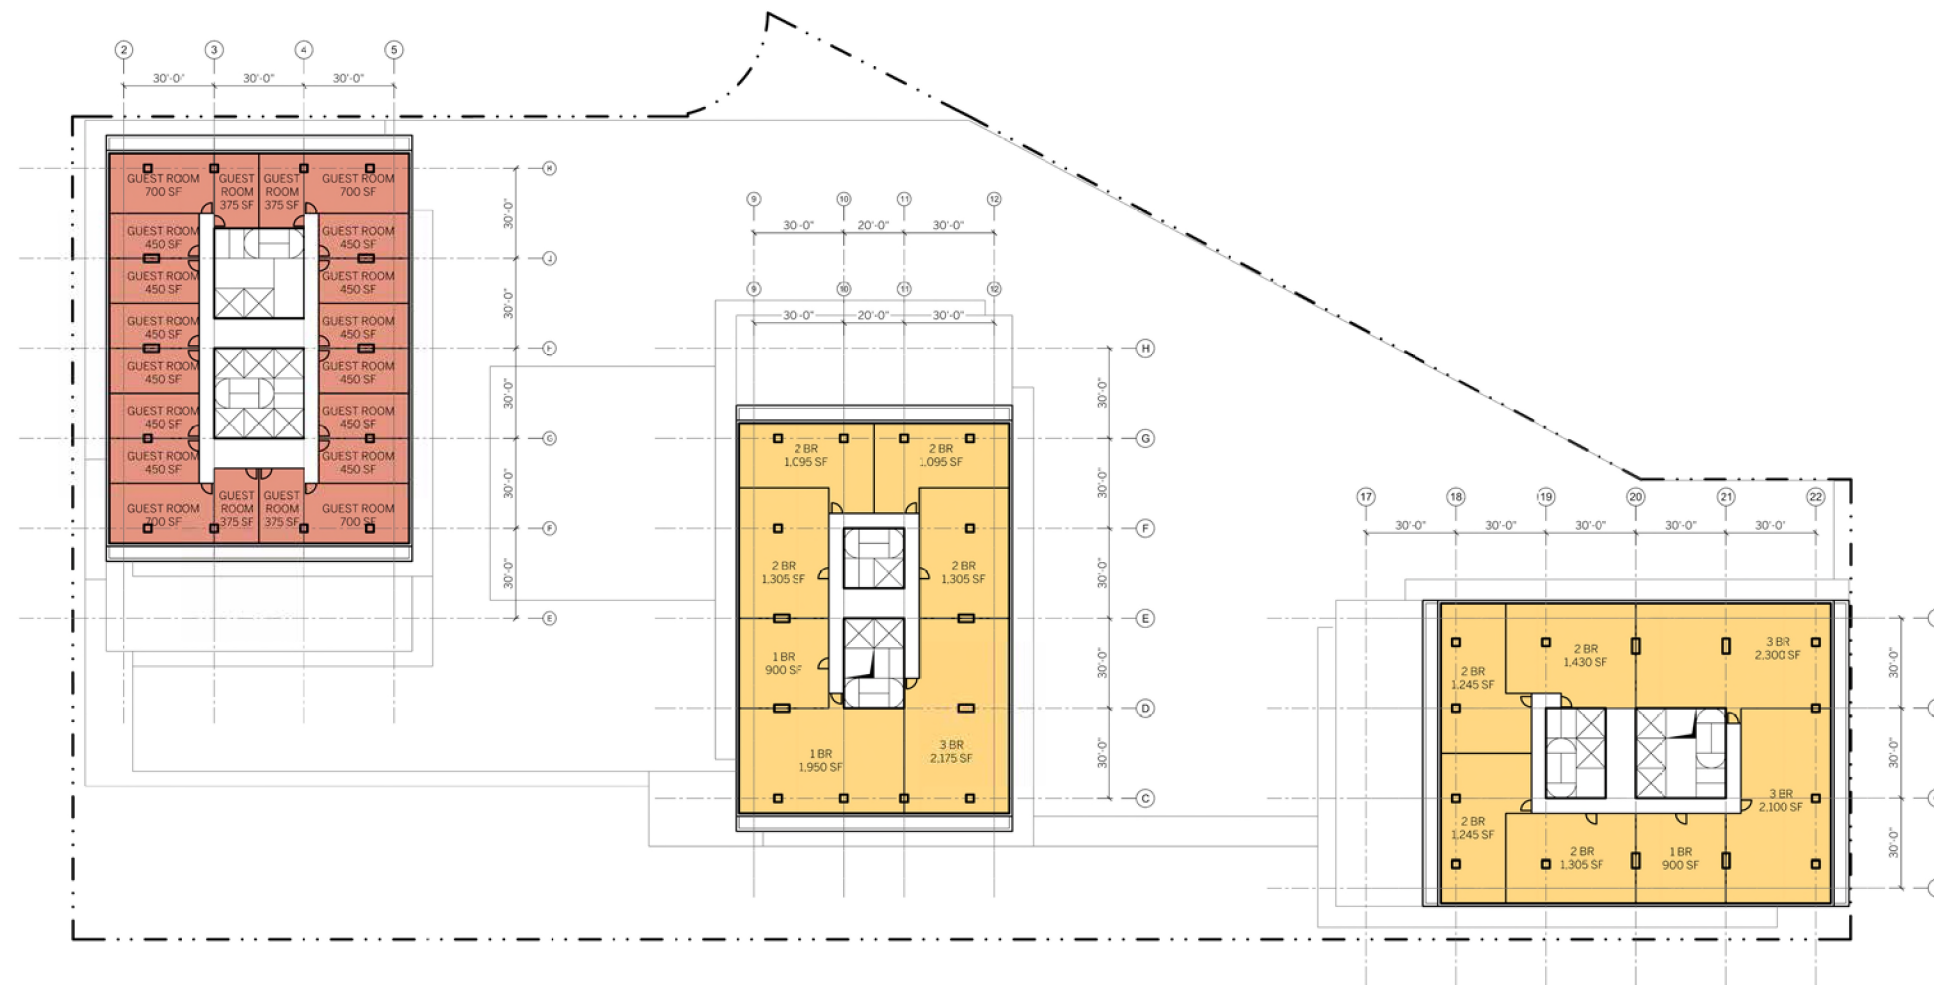 2 3 4 5
30'-0" 30'-0" 30'-0"
GUEST ROOM
700 SF
GUEST
ROOM
375 SF
GUEST
ROOM
375 SF
GUEST ROOM
700 SF
GUEST ROOM
450 SF
GUEST ROOM
450 SF
GUEST ROOM
450 SF
GUEST ROOM
450 SF
GUEST ROOM
450 SF
GUEST ROOM
450 SF
GUEST ROOM
450 SF
GUEST ROOM
450 SF
GUEST ROOM
450 SF
GUEST ROOM
450 SF
GUEST ROOM
450 SF
GUEST ROOM
450 SF
GUEST ROOM
700 SF
GUEST
ROOM
375 SF
GUEST
ROOM
375 SF
GUEST ROOM
700 SF
30'-0"
J
30'-0"
30'-0"
G
30'-0"
F
30'-0"
E
9 10 11 12
30'-0" 20'-0" 30'-0"
9 10 11 12
30'-0" 20'-0" 30'-0"
H
30'-0"
G
30'-0"
F
30'-0"
E
30'-0"
D
30'-0"
C
2 BR
1,095 SF
2 BR
1,095 SF
2 BR
1,305 SF
2 BR
1,305 SF
1 BR
900 SF
1 BR
1,950 SF
3 BR
2,175 SF
17 18 19 20 21 22
30'-0" 30'-0" 30'-0" 30'-0" 30'-0"
2 BR
1,245 SF
2 BR
1,430 SF
3 BR
2,300 SF
3 BR
2,100 SF
2 BR
1,245 SF
2 BR
1,305 SF
1 BR
900 SF
30'-0"
30'-0"
30'-0"